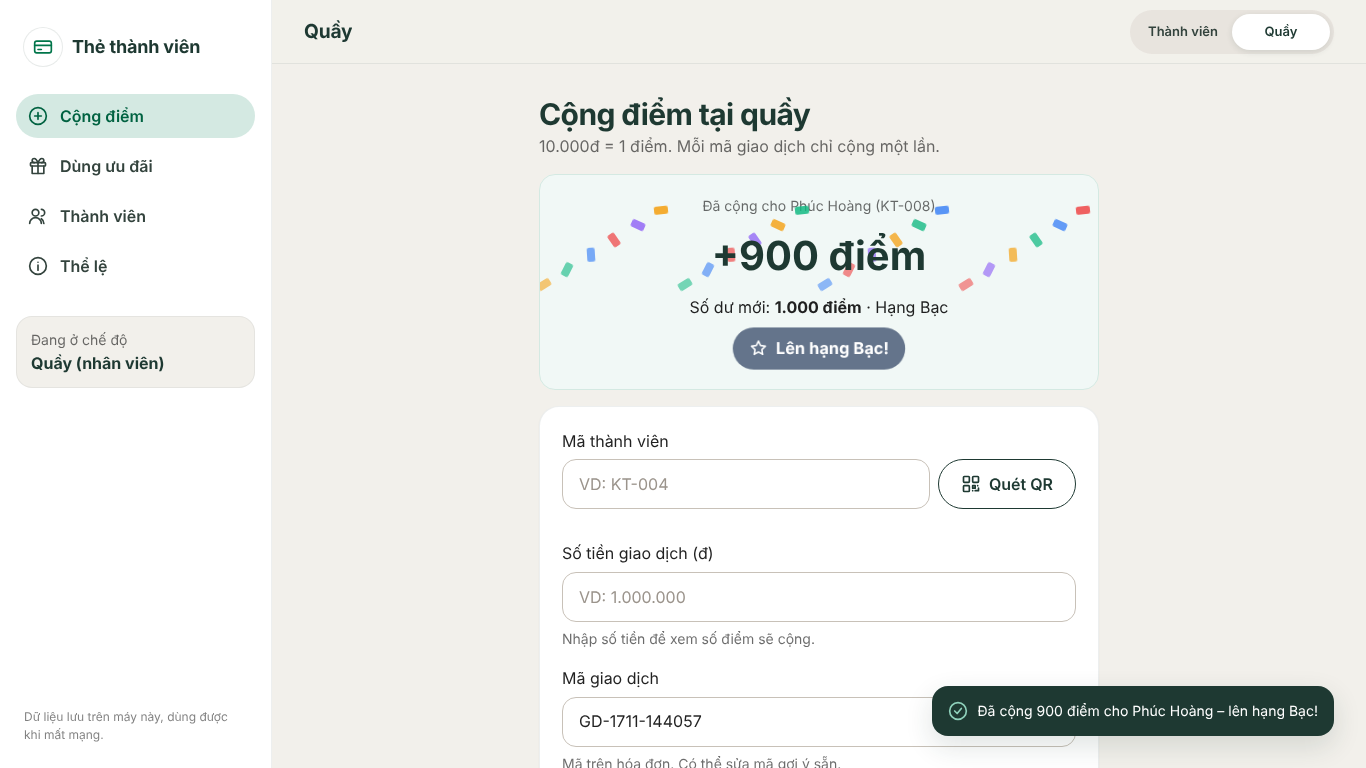 Thẻ thành viên
Cộng điểm
Dùng ưu đãi
Thành viên
Thể lệ
Đang ở chế độ
Quầy (nhân viên)
Dữ liệu lưu trên máy này, dùng được
khi mất mạng.
Quầy
Thành viên
Quầy
Cộng điểm tại quầy
10.000đ = 1 điểm. Mỗi mã giao dịch chỉ cộng một lần.
Đã cộng cho Phúc Hoàng (KT-008)
+900 điểm
Số dư mới: 1.000 điểm · Hạng Bạc
Lên hạng Bạc!
Mã thành viên
VD: KT-004
Quét QR
Số tiền giao dịch (đ)
VD: 1.000.000
Nhập số tiền để xem số điểm sẽ cộng.
Mã giao dịch
GD-1711-144057
Mã trên hóa đơn. Có thể sửa mã gợi ý sẵn.
Đã cộng 900 điểm cho Phúc Hoàng – lên hạng Bạc!